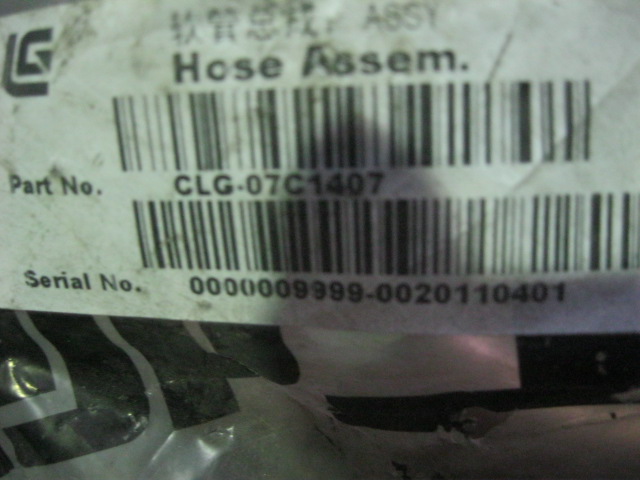 软管总成 ASSY
Hose Assem.
Part No. CLG-07C1407
Serial No. 0000009999-0020110401